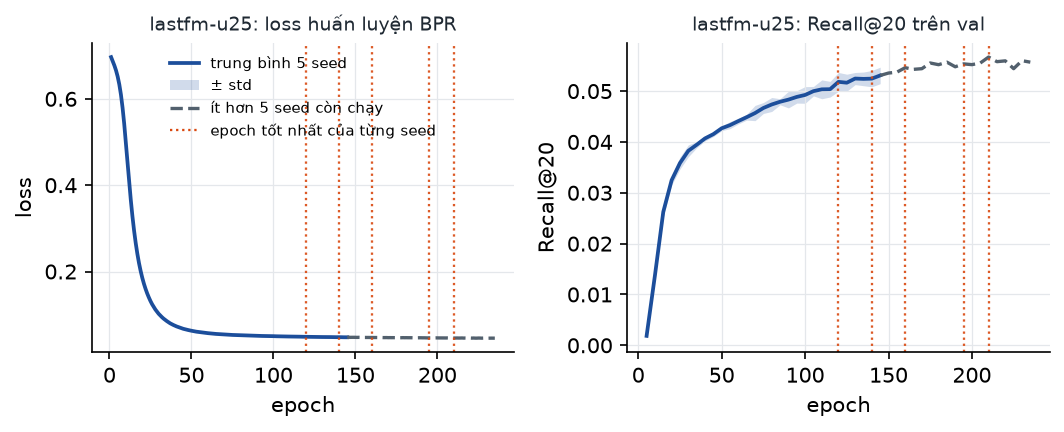 lastfm-u25: loss huấn luyện BPR
trung bình 5 seed
± std
ít hơn 5 seed còn chạy
epoch tốt nhất của từng seed
loss
0.6
0.4
0.2
0 50 100 150 200
epoch
lastfm-u25: Recall@20 trên val
Recall@20
0.05
0.04
0.03
0.02
0.01
0.00
0 50 100 150 200
epoch